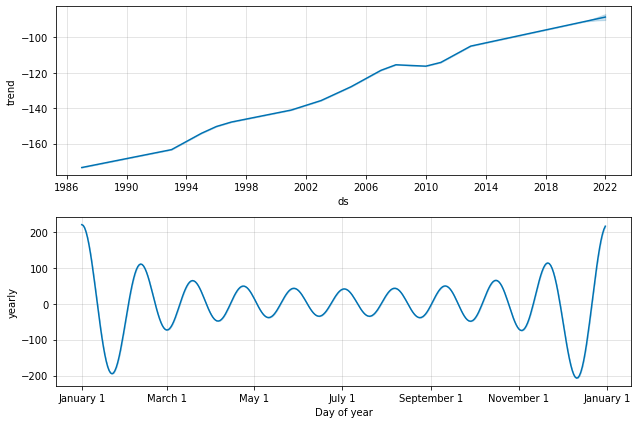 −100
−120
−140
−160
trend
1986 1990 1994 1998 2002 2006 2010 2014 2018 2022
ds
200
100
0
−100
−200
yearly
January 1 March 1 May 1 July 1 September 1 November 1 January 1
Day of year